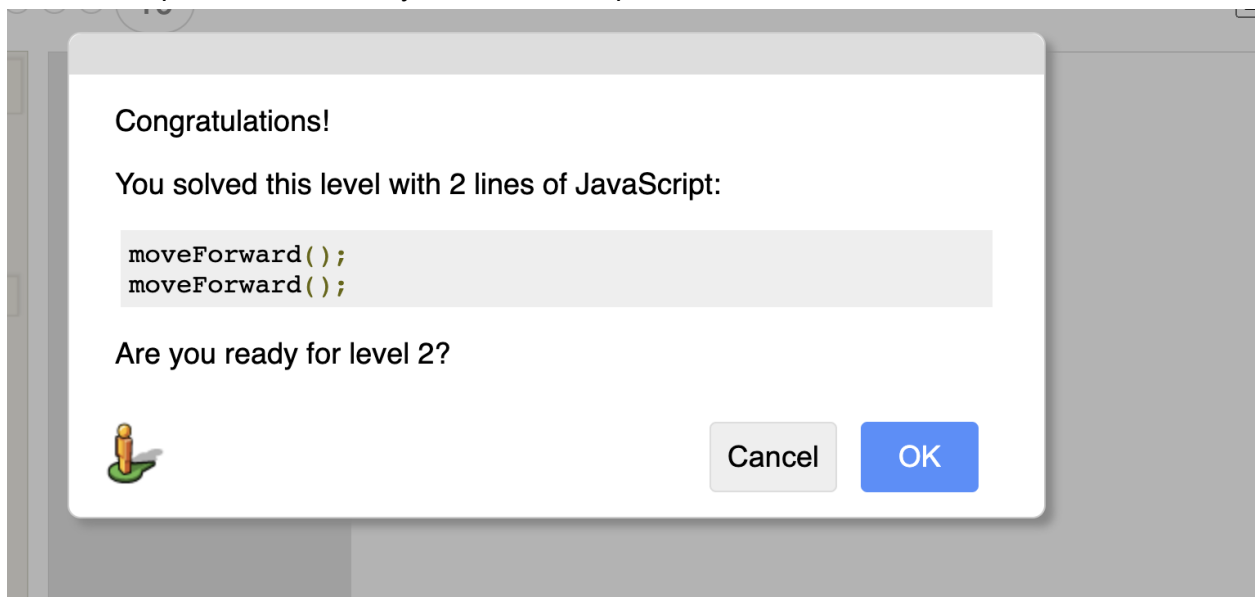 Congratulations!
You solved this level with 2 lines of JavaScript:
moveForward();
moveForward();
Are you ready for level 2?
Cancel
OK